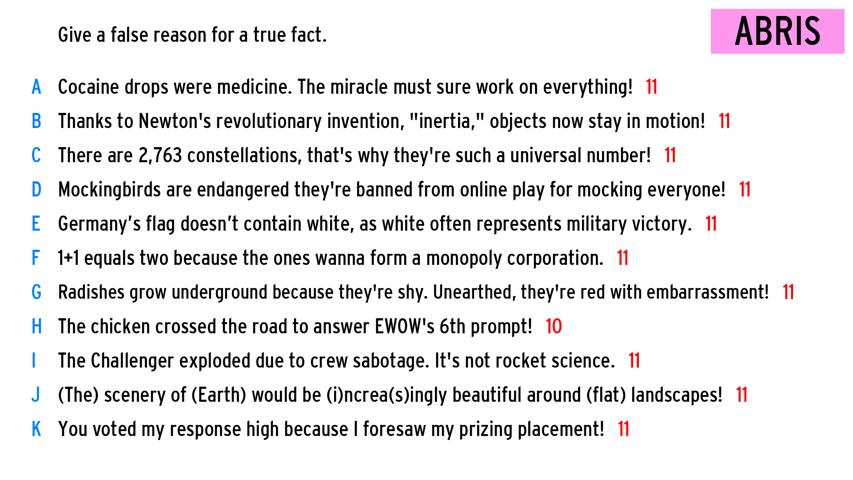 Give a false reason for a true fact.
ABRIS
A Cocaine drops were medicine. The miracle must sure work on everything! 11
B Thanks to Newton's revolutionary invention, "inertia," objects now stay in motion! 11
C There are 2,763 constellations, that's why they're such a universal number! 11
D Mockingbirds are endangered they're banned from online play for mocking everyone! 11
E Germany’s flag doesn’t contain white, as white often represents military victory. 11
F 1+1 equals two because the ones wanna form a monopoly corporation. 11
G Radishes grow underground because they're shy. Unearthed, they're red with embarrassment! 11
H The chicken crossed the road to answer EWOW's 6th prompt! 10
I The Challenger exploded due to crew sabotage. It's not rocket science. 11
J (The) scenery of (Earth) would be (i)ncrea(s)ingly beautiful around (flat) landscapes! 11
K You voted my response high because I foresaw my prizing placement! 11